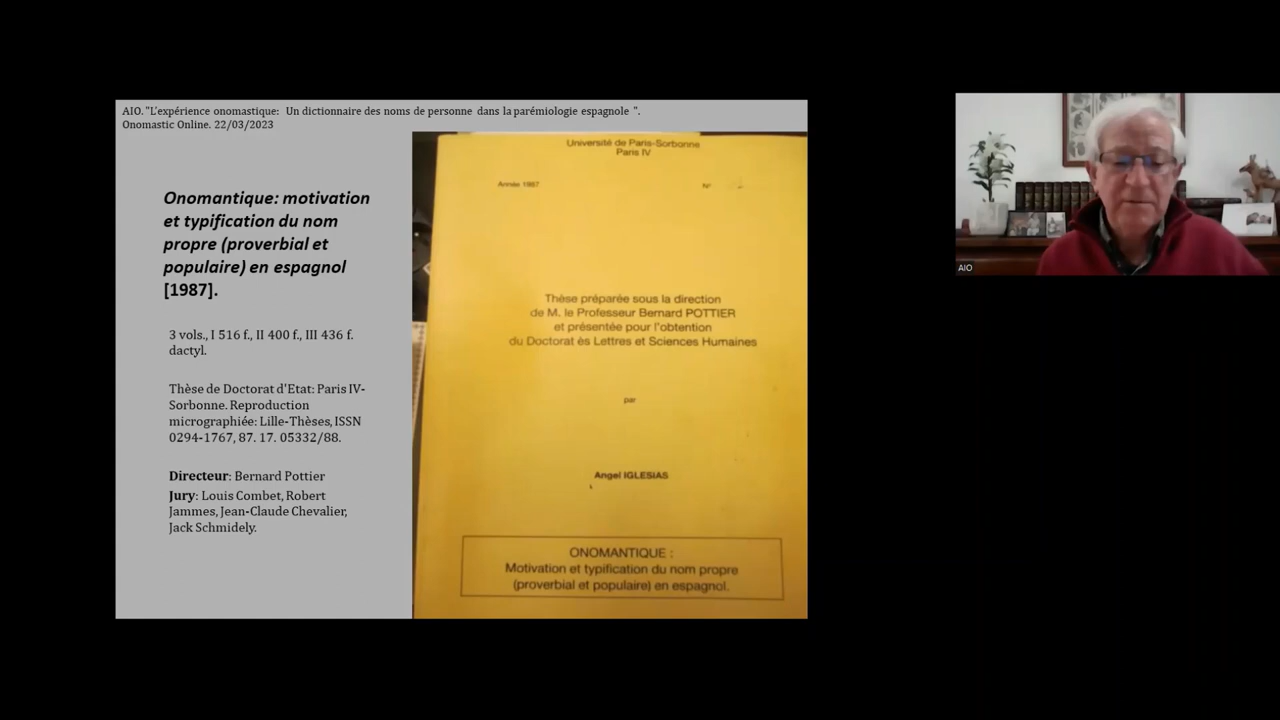 AIO. "L'expérience onomastique: Un dictionnaire des noms de personne dans la parémiologie espagnole ".
Onomastic Online. 22/03/2023
Onomantique: motivation
et typification du nom
propre (proverbial et
populaire) en espagnol
[1987].
3 vols., I 516 f., II 400 f., III 436 f.
dactyl.
Thèse de Doctorat d'Etat: Paris IV-
Sorbonne. Reproduction
micrographiée: Lille-Thèses, ISSN
0294-1767, 87. 17. 05332/88.
Directeur: Bernard Pottier
Jury: Louis Combet, Robert
Jammes, Jean-Claude Chevalier,
Jack Schmidely.
Université de Paris-Sorbonne
Paris IV
Année 1987 N°
Thèse préparée sous la direction
de M. le Professeur Bernard POTTIER
et présentée pour l'obtention
du Doctorat ès Lettres et Sciences Humaines
par
Angel IGLESIAS
ONOMANTIQUE :
Motivation et typification du nom propre
(proverbial et populaire) en espagnol.
AIO